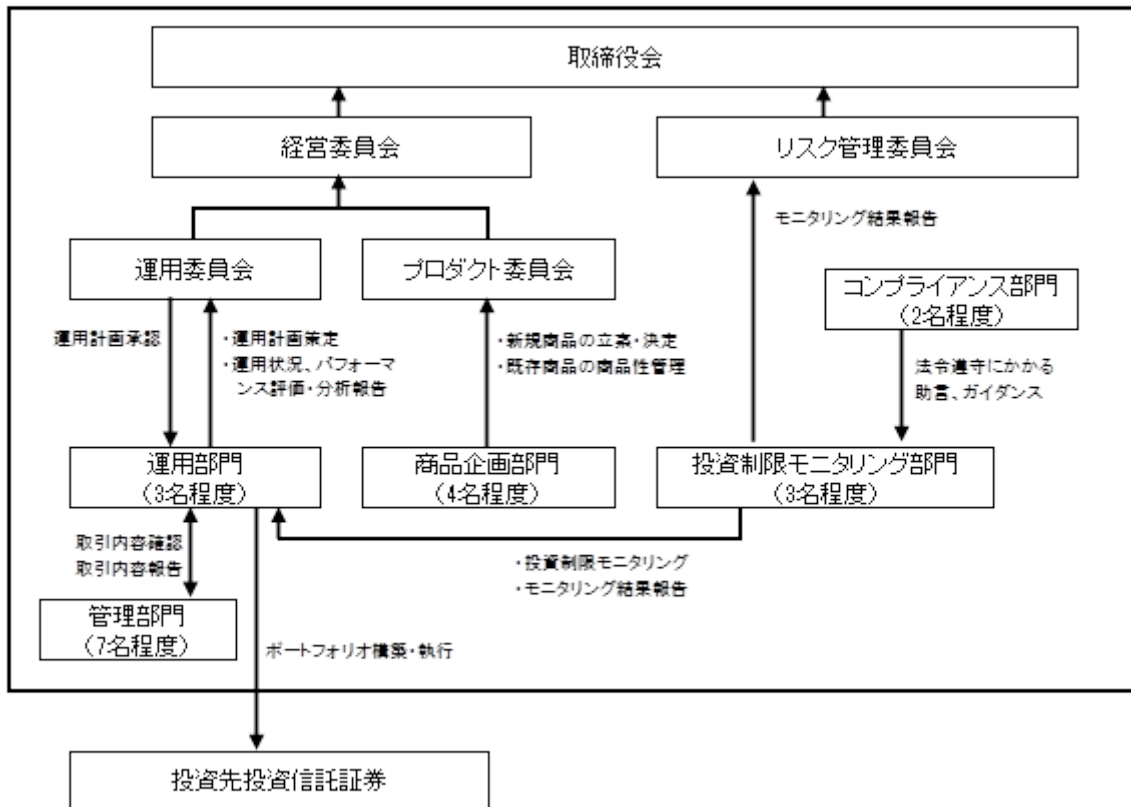 取締役会
経営委員会
リスク管理委員会
モニタリング結果報告
運用委員会
プロダクト委員会
コンプライアンス部門
(2名程度)
運用計画承認
・運用計画策定
・運用状況、パフォーマ
ンス評価・分析報告
・新規商品の立案・決定
・既存商品の商品性管理
法令遵守にかかる
助言、ガイダンス
運用部門
(3名程度)
商品企画部門
(4名程度)
投資制限モニタリング部門
(3名程度)
取引内容確認
取引内容報告
・投資制限モニタリング
・モニタリング結果報告
管理部門
(7名程度)
ポートフォリオ構築・執行
投資先投資信託証券